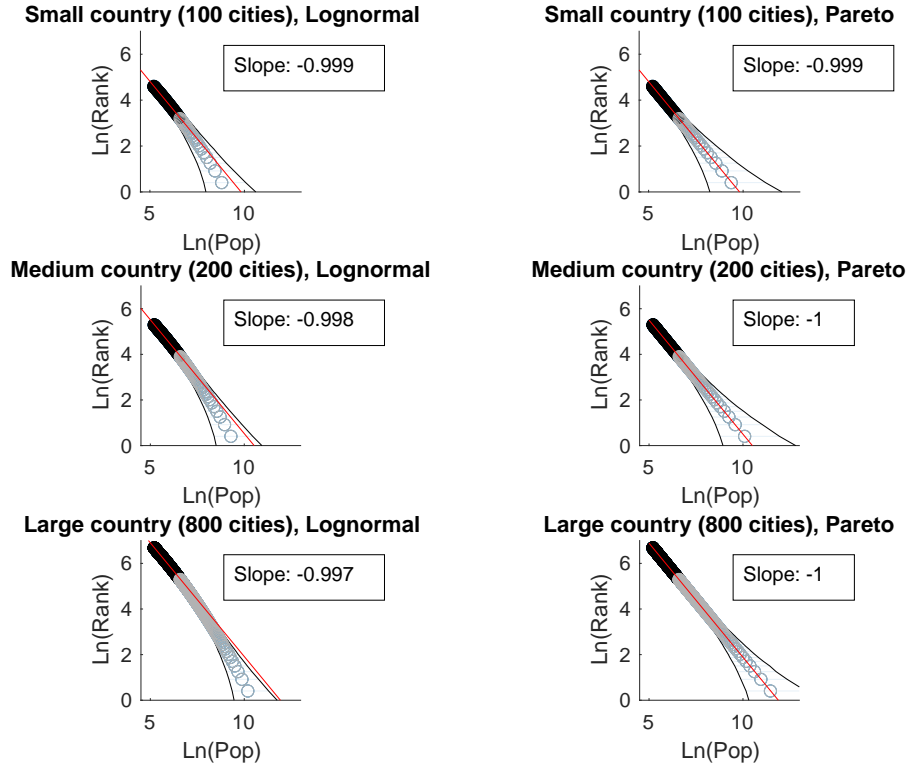 Small country (100 cities), Lognormal
Slope: -0.999
Ln(Rank)
6
4
2
0
5
10
Ln(Pop)
Small country (100 cities), Pareto
Slope: -0.999
Ln(Rank)
6
4
2
0
5
10
Ln(Pop)
Medium country (200 cities), Lognormal
Slope: -0.998
Ln(Rank)
6
4
2
0
5
10
Ln(Pop)
Medium country (200 cities), Pareto
Slope: -1
Ln(Rank)
6
4
2
0
5
10
Ln(Pop)
Large country (800 cities), Lognormal
Slope: -0.997
Ln(Rank)
6
4
2
0
5
10
Ln(Pop)
Large country (800 cities), Pareto
Slope: -1
Ln(Rank)
6
4
2
0
5
10
Ln(Pop)